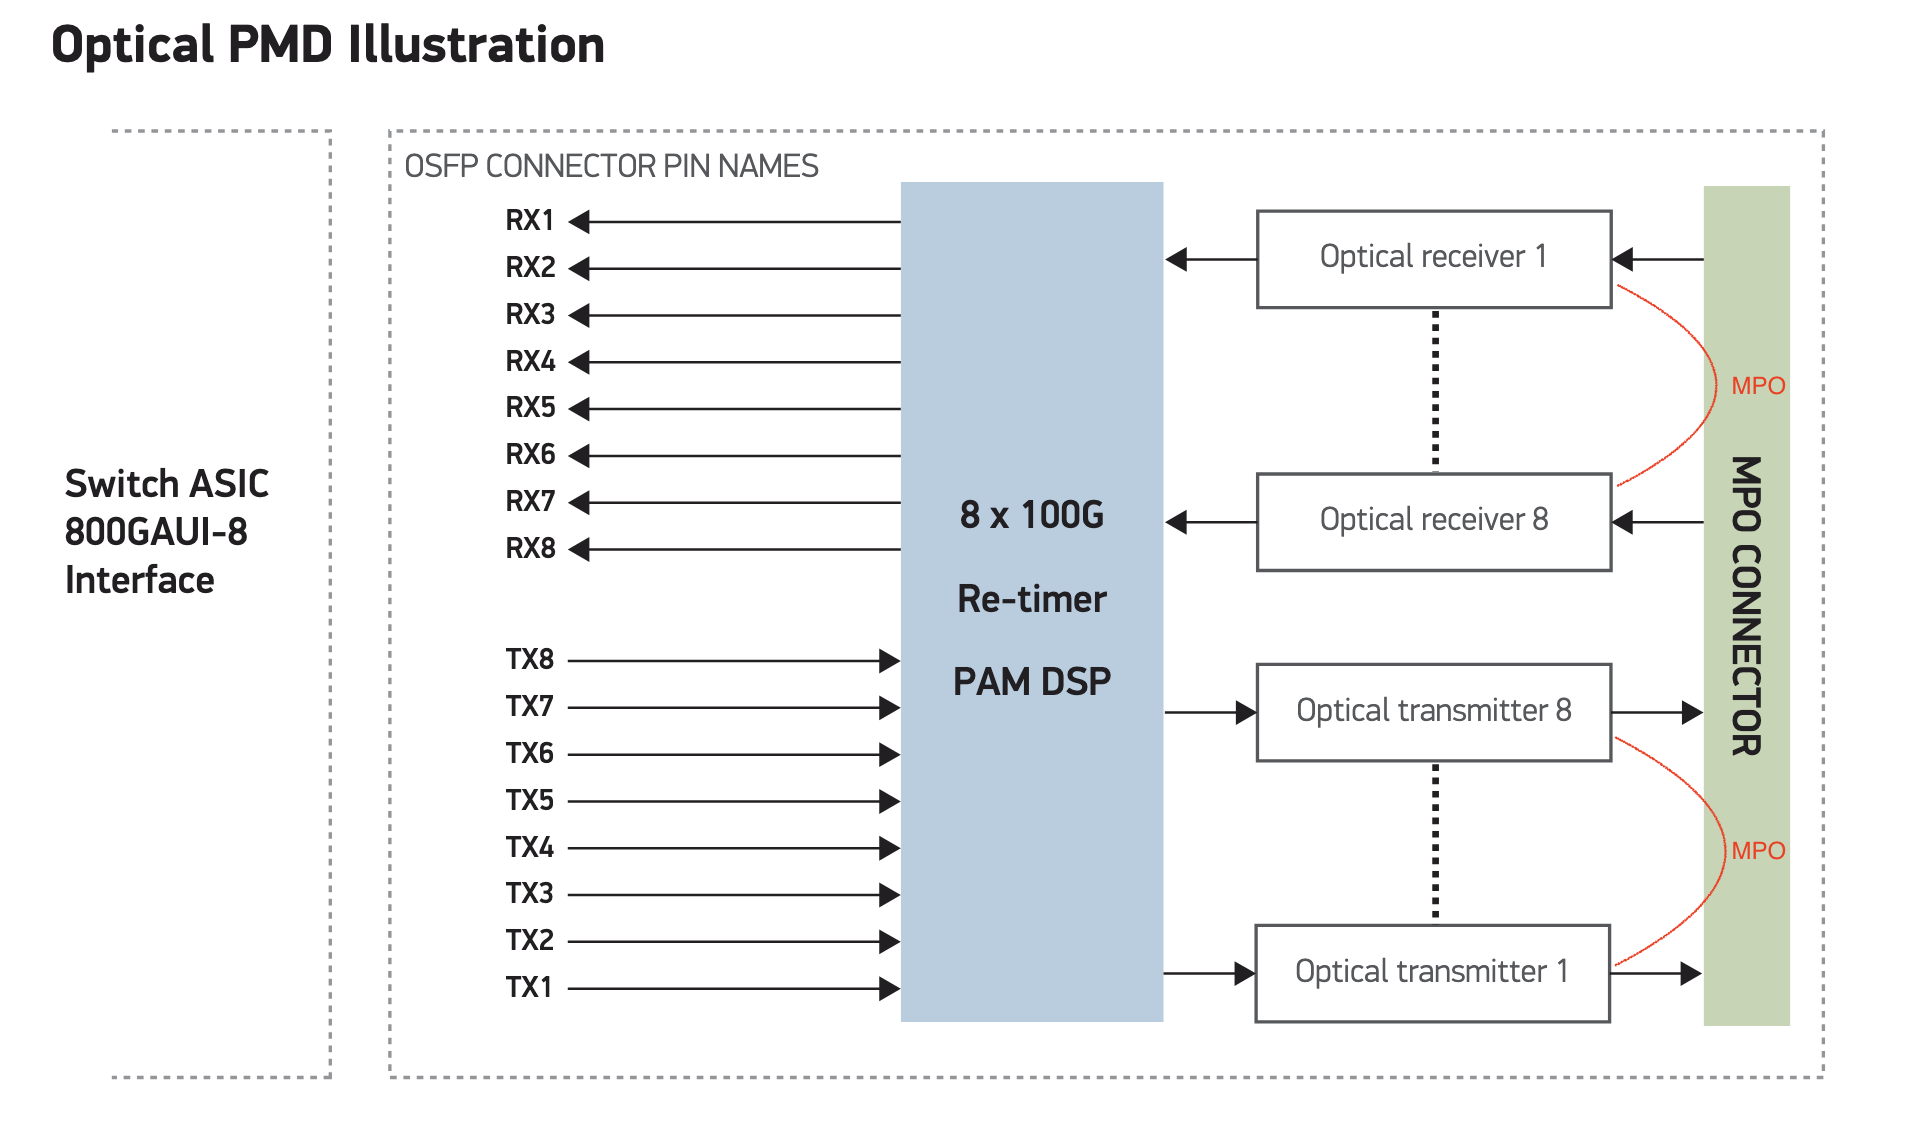 Optical PMD Illustration
Switch ASIC
800GAUI-8
Interface
OSFP CONNECTOR PIN NAMES
RX1
RX2
RX3
RX4
RX5
RX6
RX7
RX8
TX8
TX7
TX6
TX5
TX4
TX3
TX2
TX1
8 x 100G
Re-timer
PAM DSP
Optical receiver 1
Optical receiver 8
Optical transmitter 8
Optical transmitter 1
MPO
MPO CONNECTOR
MPO